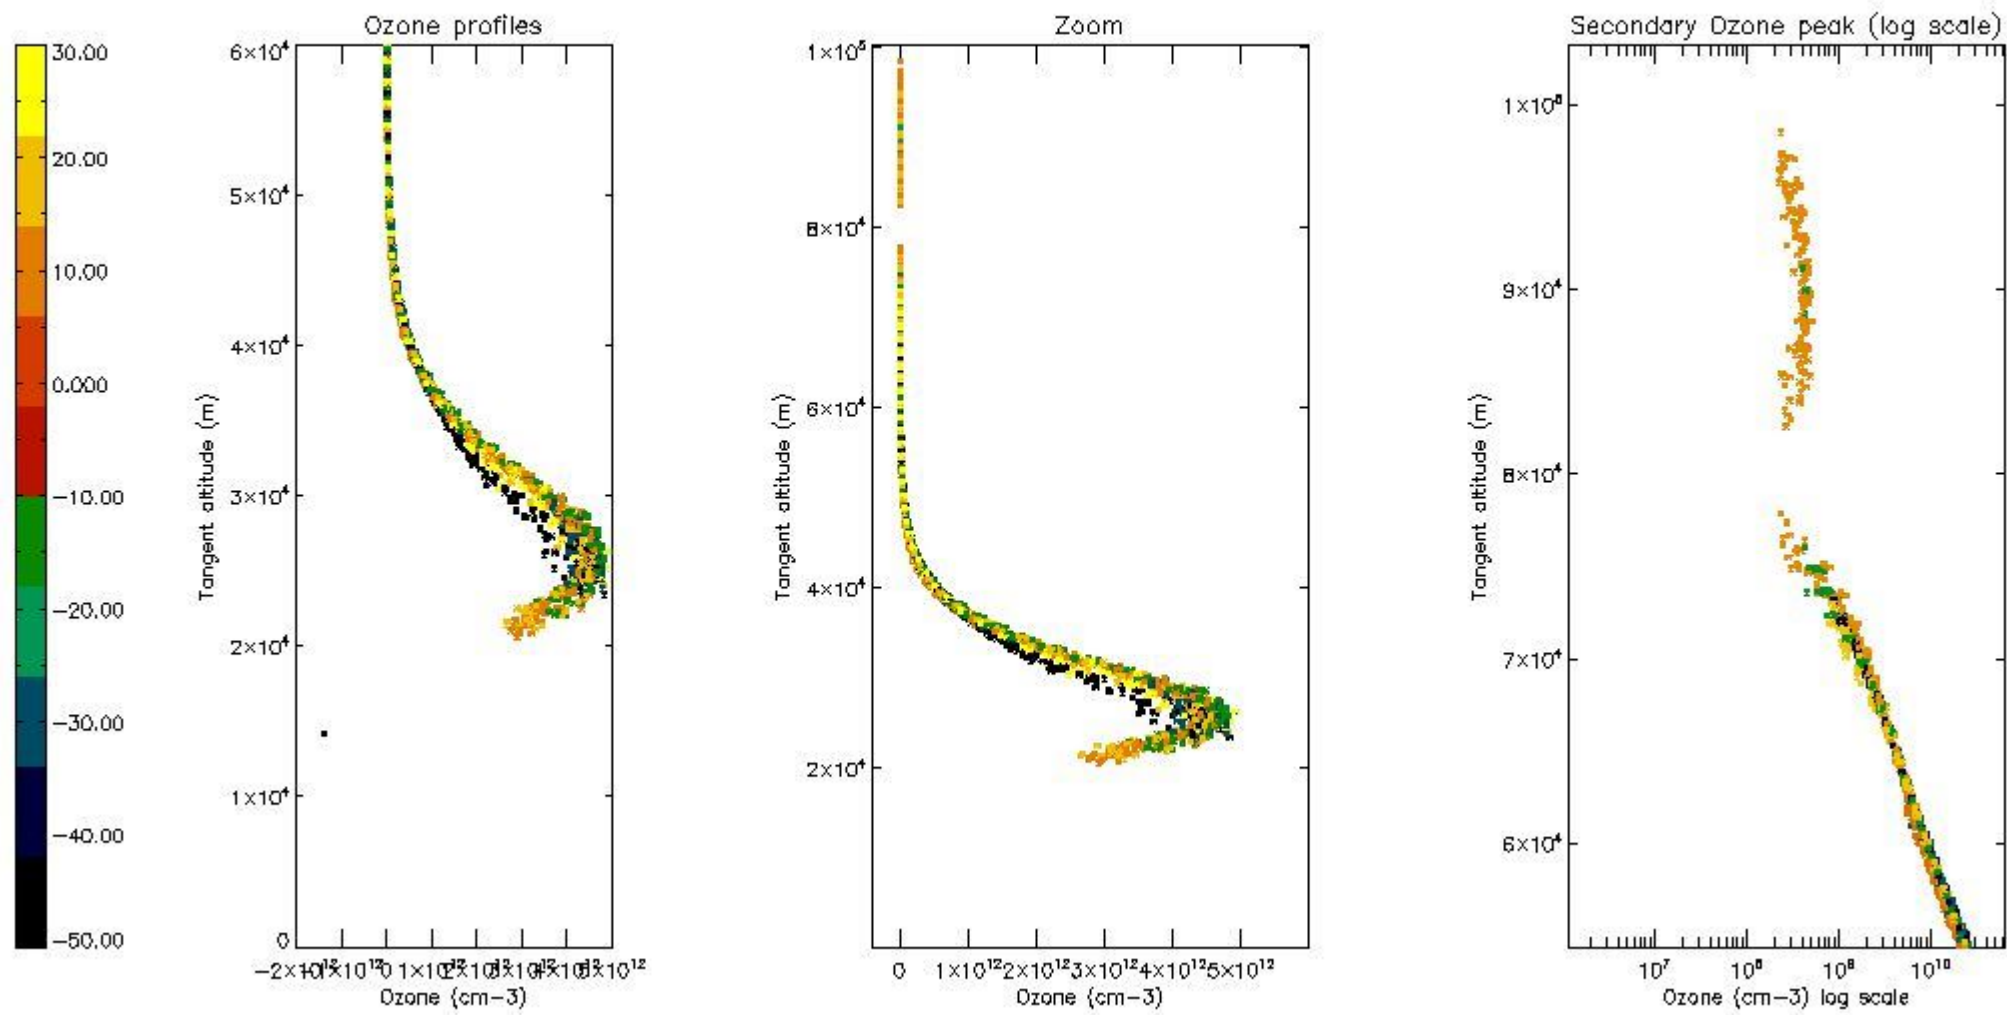 Ozone profiles
Zoom
Secondary Ozone peak (log scale)
30.00
20.00
10.00
0.000
−10.00
−20.00
−30.00
−40.00
−50.00
6×10⁴
5×10⁴
4×10⁴
3×10⁴
2×10⁴
1×10⁴
0
Tangent altitude (m)
Ozone (cm−3)
1×10⁵
8×10⁴
6×10⁴
4×10⁴
2×10⁴
Tangent altitude (m)
0 1×10¹² 2×10¹² 3×10¹² 4×10¹² 5×10¹²
Ozone (cm−3)
9×10⁴
8×10⁴
7×10⁴
6×10⁴
Tangent altitude (m)
10⁷ 10⁸ 10⁹ 10¹⁰
Ozone (cm−3) log scale